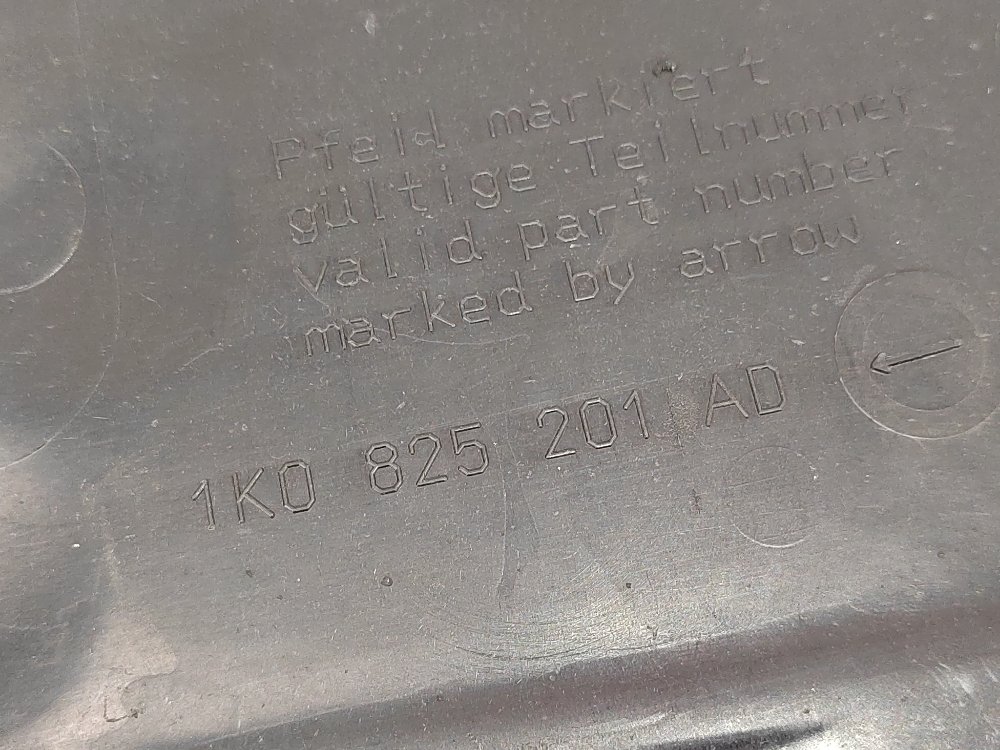 Pfeil markiert
gültige Teilnummer
valid part number
marked by arrow
1K0 825 201 AD